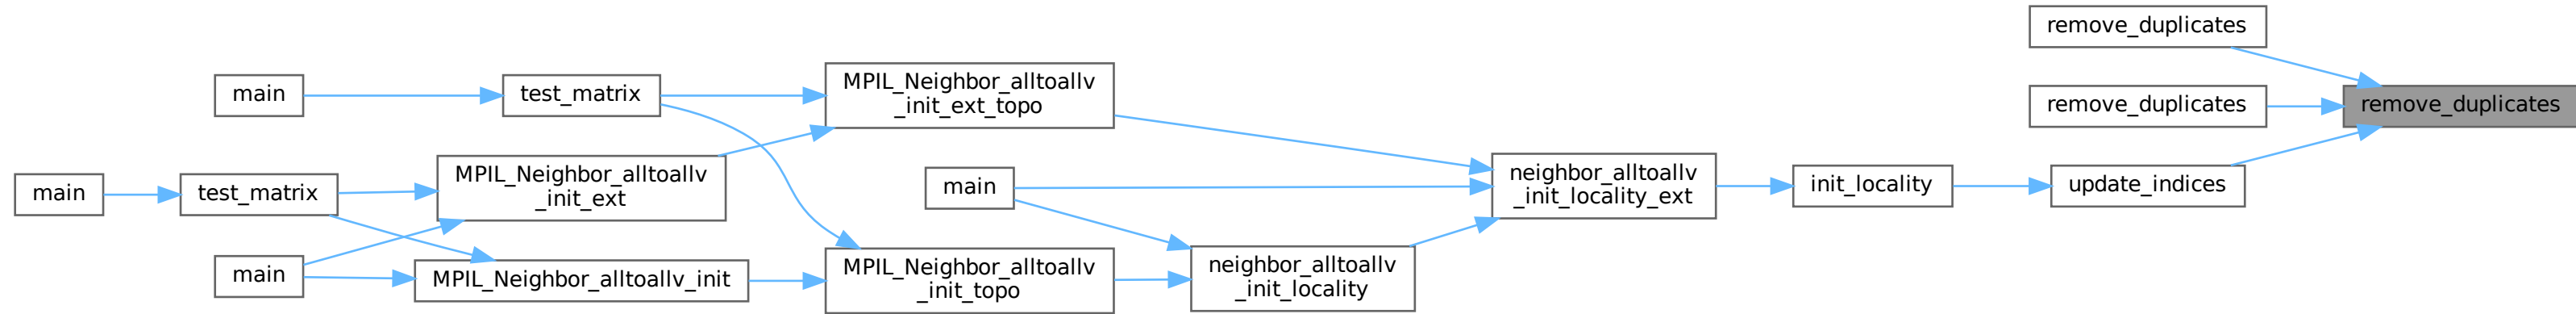 remove_duplicates
main
test_matrix
MPIL_Neighbor_alltoallv
_init_ext_topo
remove_duplicates
remove_duplicates
main
test_matrix
MPIL_Neighbor_alltoallv
_init_ext
main
neighbor_alltoallv
_init_locality_ext
init_locality
update_indices
main
MPIL_Neighbor_alltoallv_init
MPIL_Neighbor_alltoallv
_init_topo
neighbor_alltoallv
_init_locality